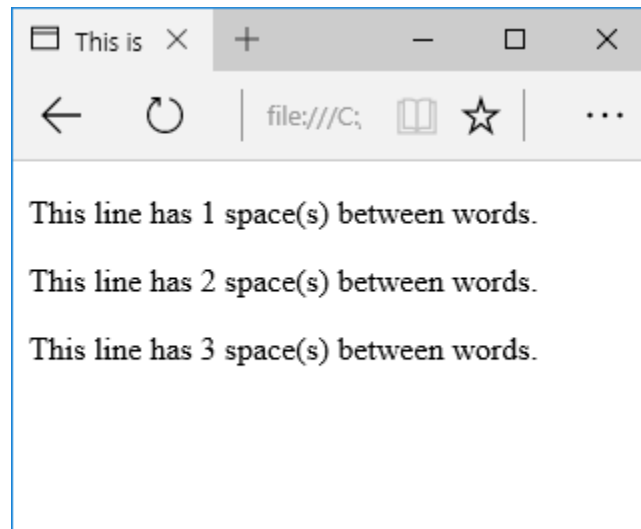 This is
file:///C:
This line has 1 space(s) between words.
This line has 2 space(s) between words.
This line has 3 space(s) between words.